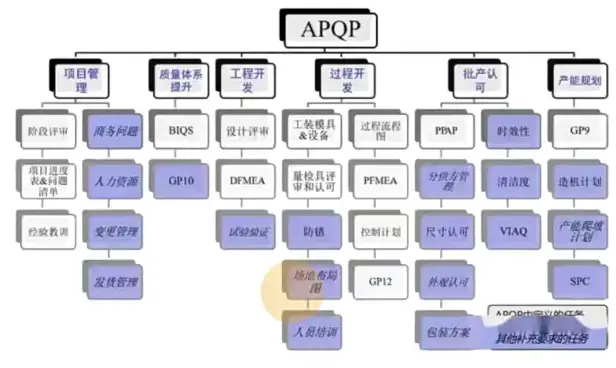 APQP
项目管理
质量体系提升
工程开发
过程开发
批产认可
产能规划
阶段评审
商务问题
BIQS
设计评审
工装模具&设备
过程流程图
PPAP
时效性
GP9
项目进度表&问题清单
人力资源
GP10
DFMEA
量检具评审和认可
PFMEA
分供方管理
清洁度
造机计划
经验教训
变更管理
试验验证
防错
控制计划
尺寸认可
VIAQ
产能爬坡计划
发货管理
场地布局图
GP12
外观认可
SPC
人员培训
包装方案
APQP中定义的任务
其他补充要求的任务